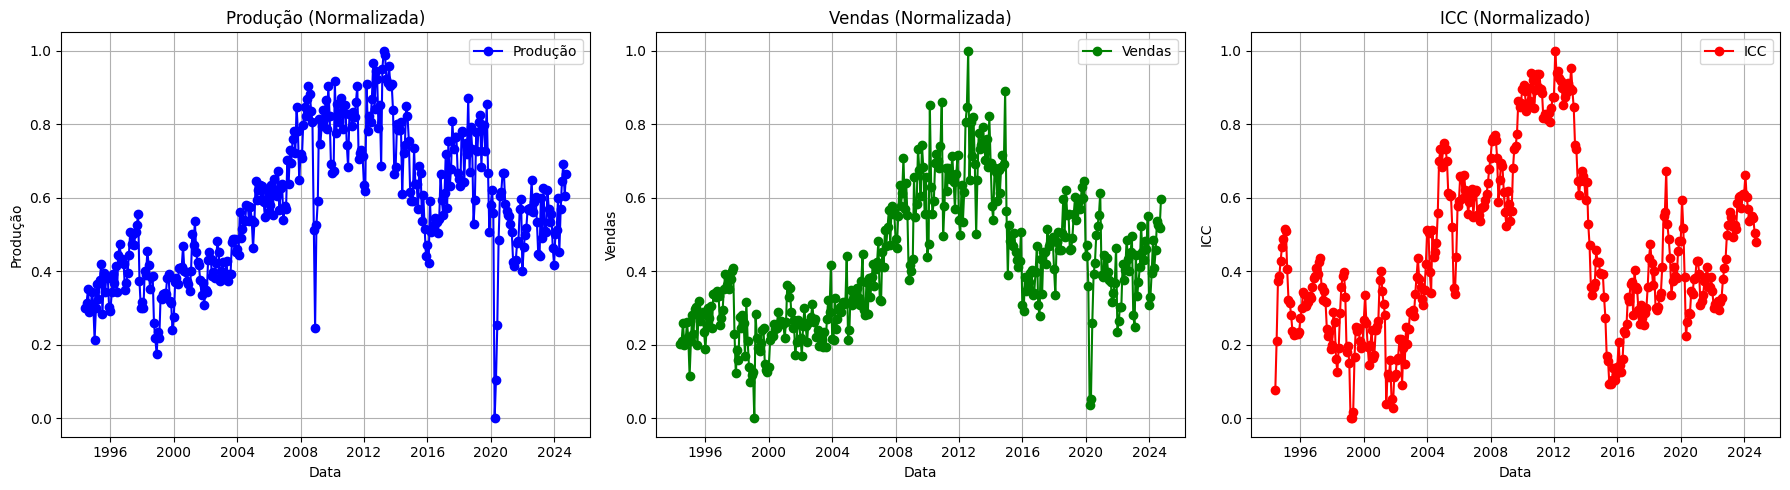 Produção (Normalizada)
Produção
Produção
1.0
0.8
0.6
0.4
0.2
0.0
1996 2000 2004 2008 2012 2016 2020 2024
Data
Vendas (Normalizada)
Vendas
Vendas
1.0
0.8
0.6
0.4
0.2
0.0
1996 2000 2004 2008 2012 2016 2020 2024
Data
ICC (Normalizado)
ICC
ICC
1.0
0.8
0.6
0.4
0.2
0.0
1996 2000 2004 2008 2012 2016 2020 2024
Data